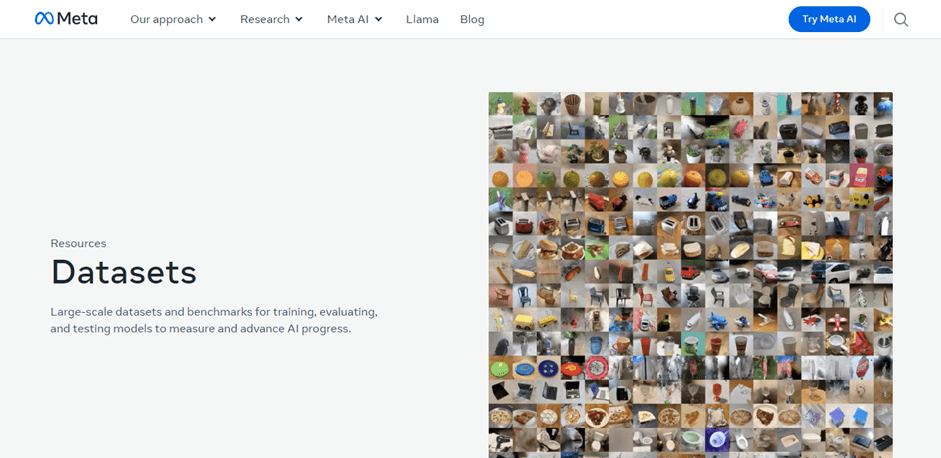 Meta
Our approach
Research
Meta AI
Llama
Blog
Try Meta AI
Resources
Datasets
Large-scale datasets and benchmarks for training, evaluating,
and testing models to measure and advance AI progress.